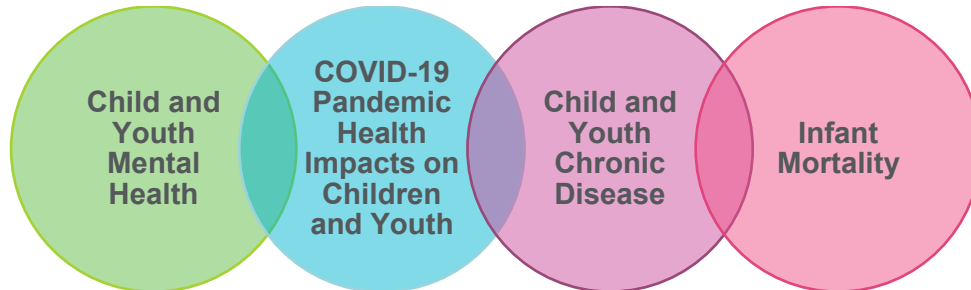 Child and
Youth
Mental
Health
COVID-19
Pandemic
Health
Impacts on
Children
and Youth
Child and
Youth
Chronic
Disease
Infant
Mortality